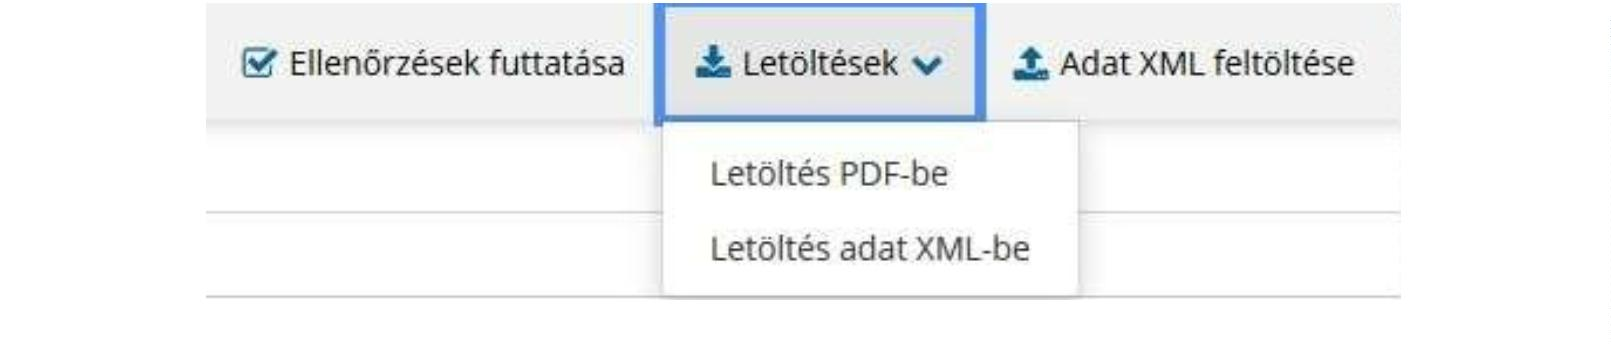 Ellenőrzések futtatása Letöltések Adat XML feltöltése
Letöltés PDF-be
Letöltés adat XML-be